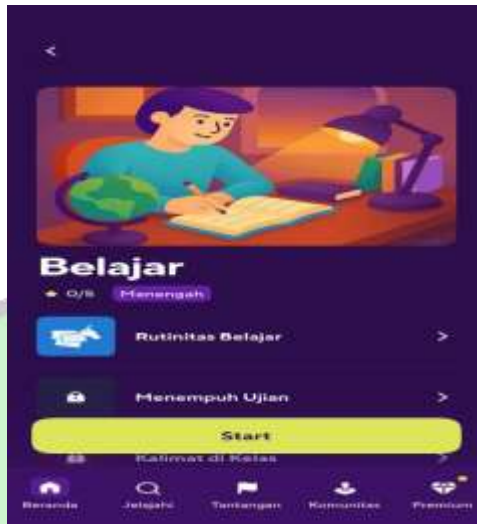 <
Belajar
0/5 Menengah
Rutinitas Belajar >
Menempuh Ujian >
Start
Kalimat di Kelas >
Beranda Jelajahi Tantangan Komunitas Premium